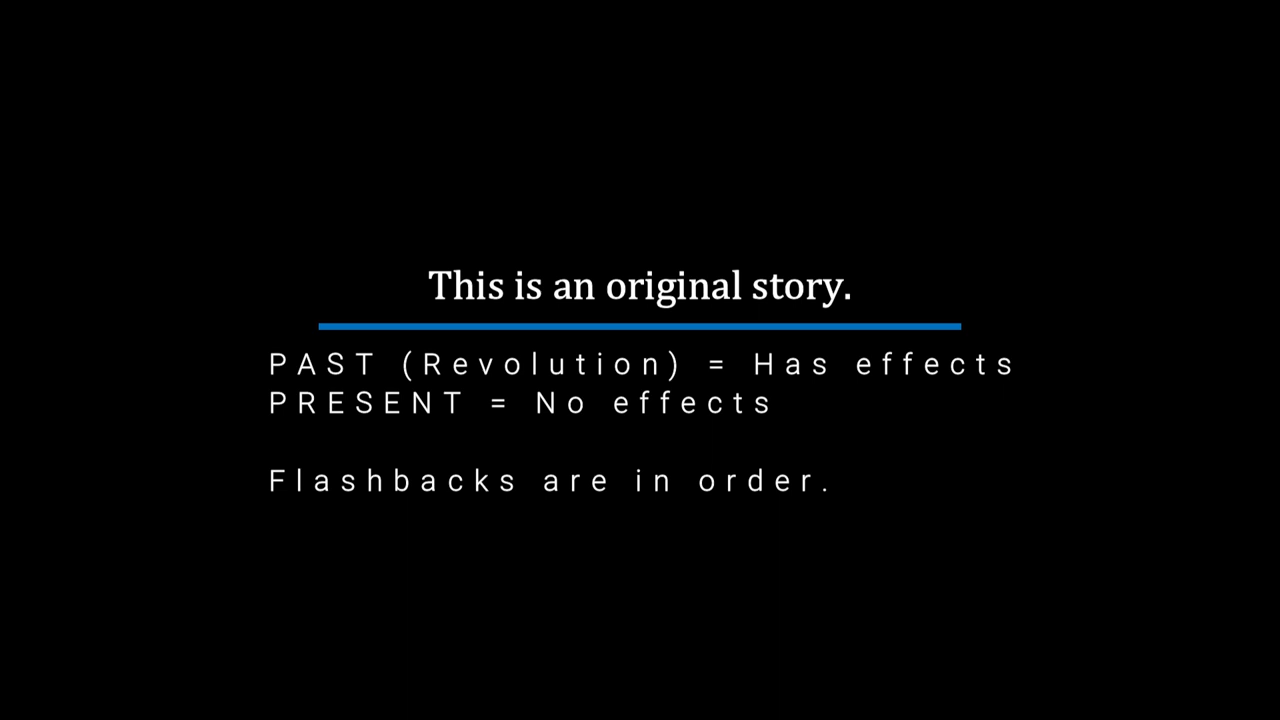 This is an original story.
PAST (Revolution) = Has effects
PRESENT = No effects
Flashbacks are in order.